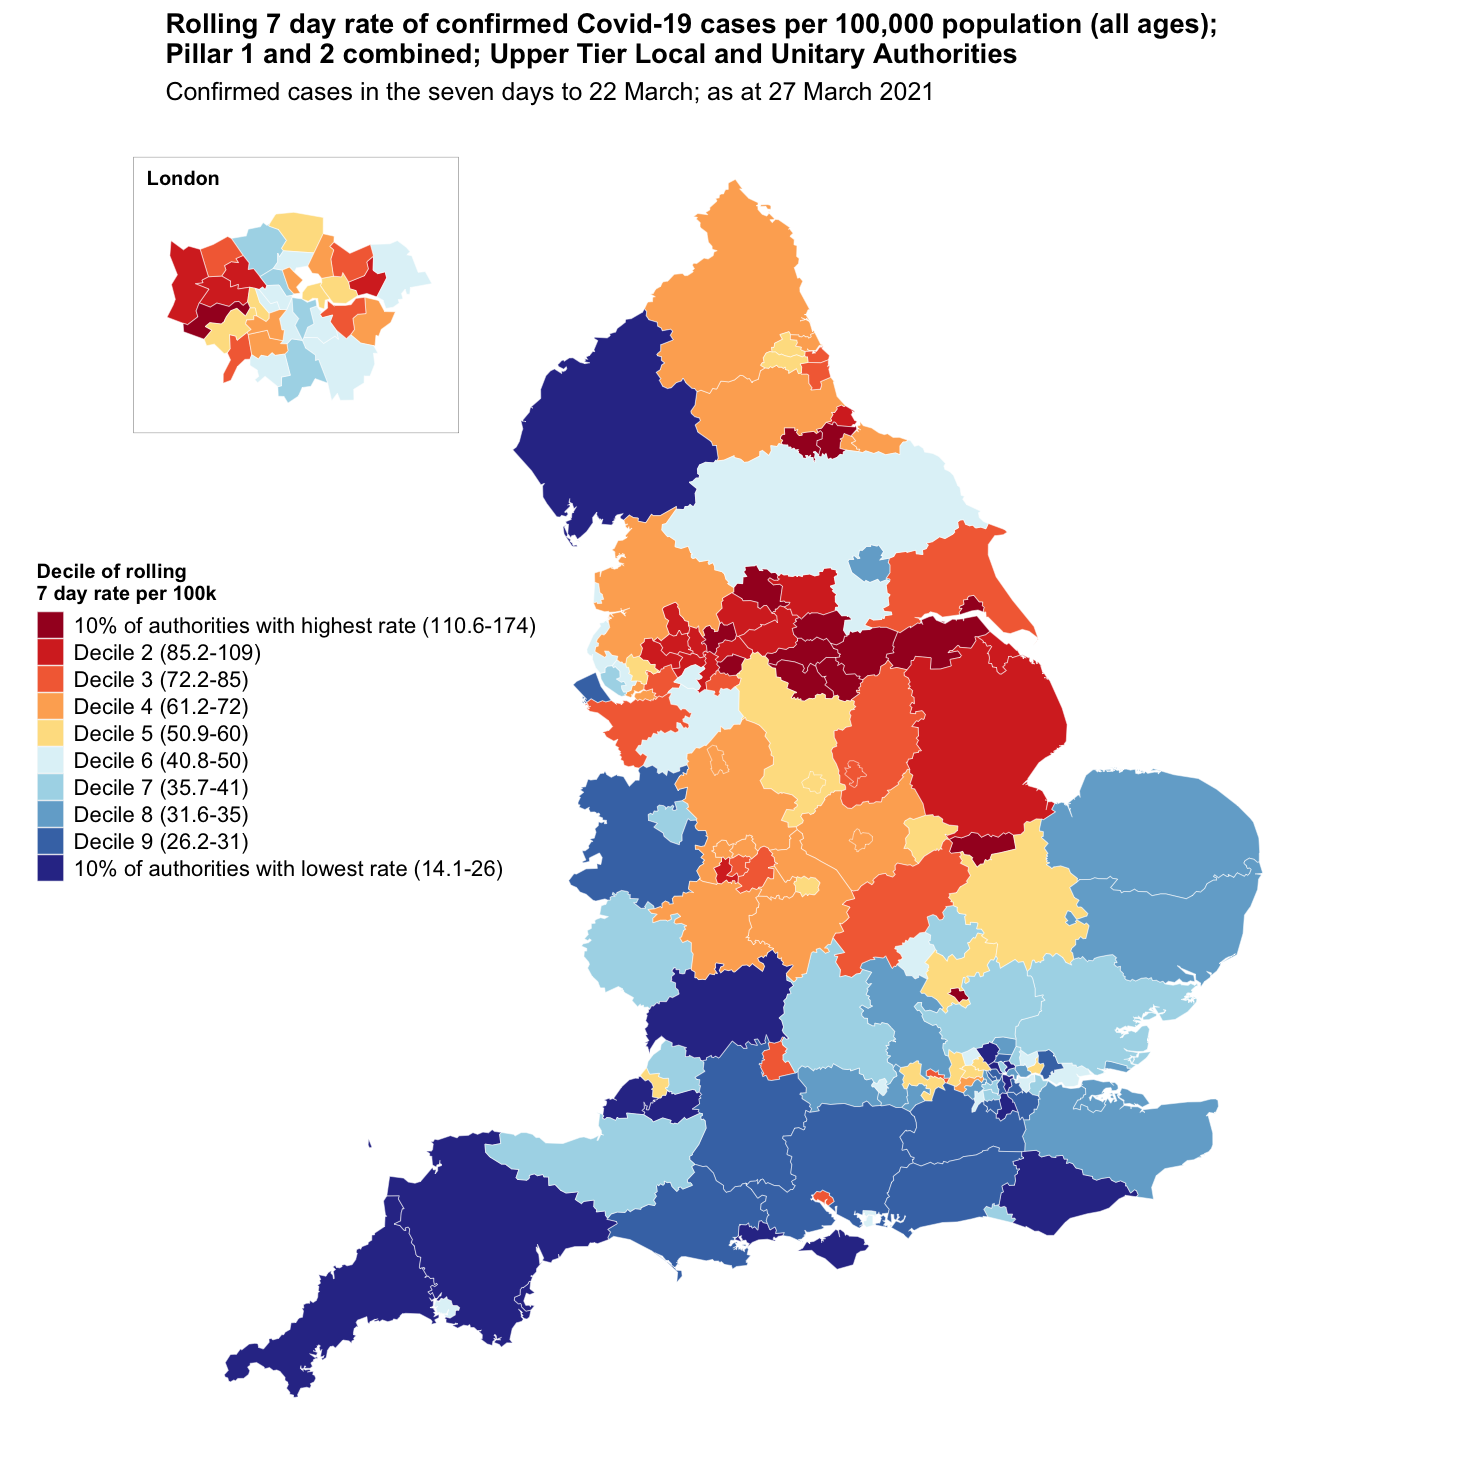 Rolling 7 day rate of confirmed Covid-19 cases per 100,000 population (all ages);
Pillar 1 and 2 combined; Upper Tier Local and Unitary Authorities
Confirmed cases in the seven days to 22 March; as at 27 March 2021
London
Decile of rolling
7 day rate per 100k
10% of authorities with highest rate (110.6-174)
Decile 2 (85.2-109)
Decile 3 (72.2-85)
Decile 4 (61.2-72)
Decile 5 (50.9-60)
Decile 6 (40.8-50)
Decile 7 (35.7-41)
Decile 8 (31.6-35)
Decile 9 (26.2-31)
10% of authorities with lowest rate (14.1-26)